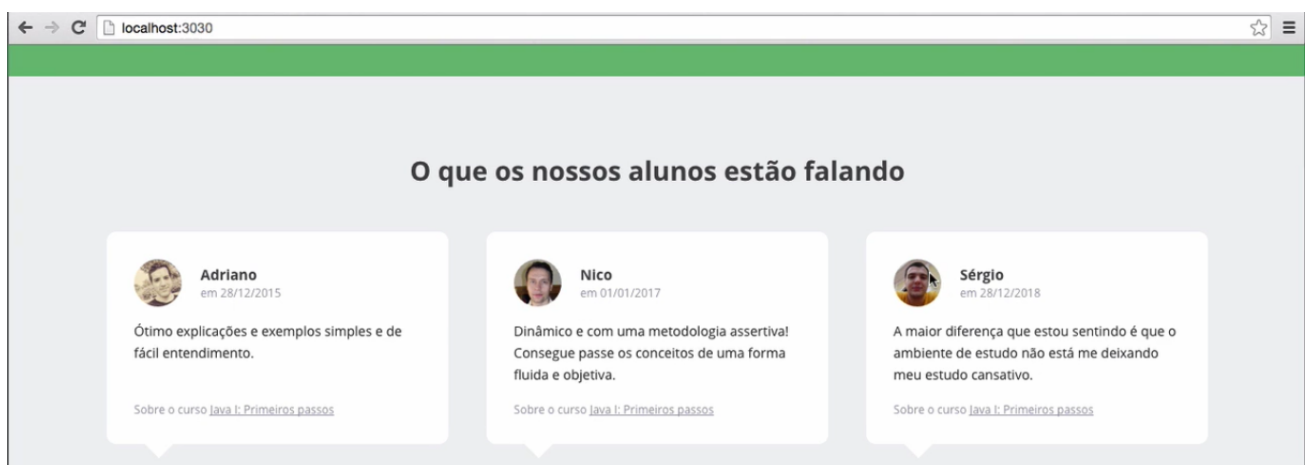 localhost:3030
O que os nossos alunos estão falando
Adriano
em 28/12/2015
Ótimo explicações e exemplos simples e de
fácil entendimento.
Sobre o curso Java I: Primeiros passos
Nico
em 01/01/2017
Dinâmico e com uma metodologia assertiva!
Consegue passe os conceitos de uma forma
fluida e objetiva.
Sobre o curso Java I: Primeiros passos
Sérgio
em 28/12/2018
A maior diferença que estou sentindo é que o
ambiente de estudo não está me deixando
meu estudo cansativo.
Sobre o curso Java I: Primeiros passos